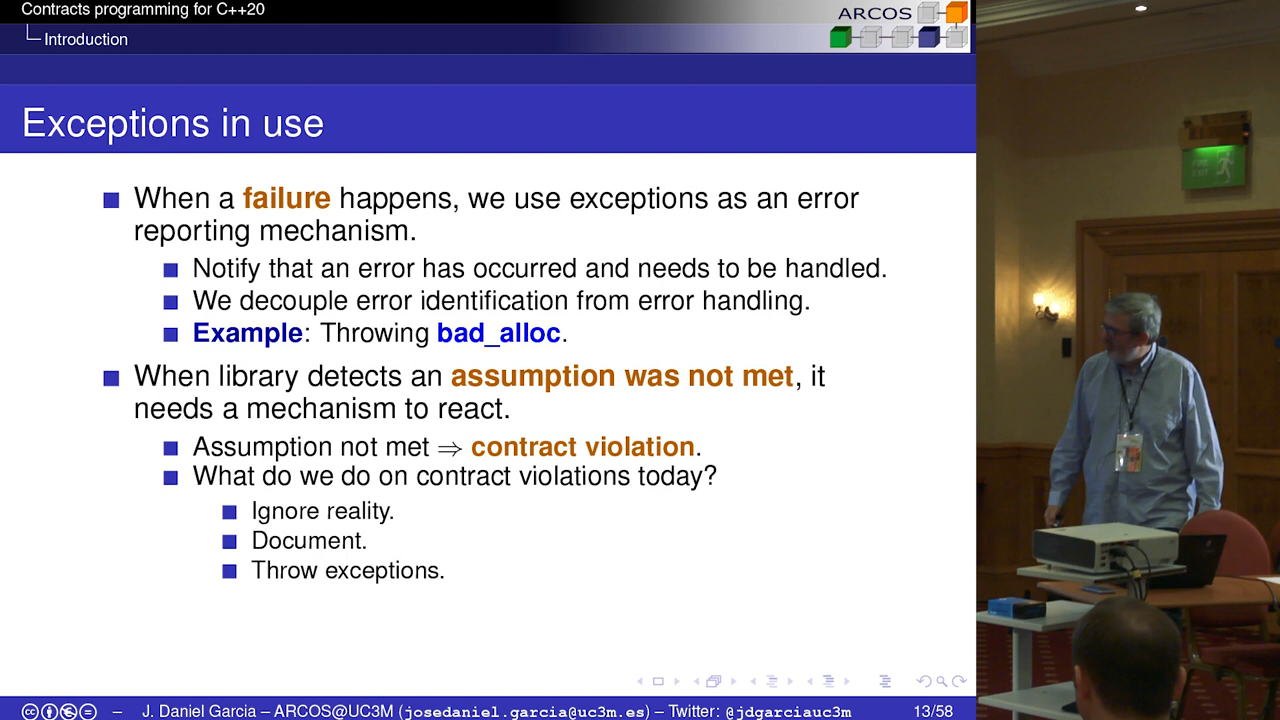 Contracts programming for C++20
Introduction
ARCOS
Exceptions in use
When a failure happens, we use exceptions as an error
reporting mechanism.
Notify that an error has occurred and needs to be handled.
We decouple error identification from error handling.
Example: Throwing bad_alloc.
When library detects an assumption was not met, it
needs a mechanism to react.
Assumption not met ⇒ contract violation.
What do we do on contract violations today?
Ignore reality.
Document.
Throw exceptions.
– J. Daniel Garcia – ARCOS@UC3M (josedaniel.garcia@uc3m.es) – Twitter: @jdgarciauc3m 13/58